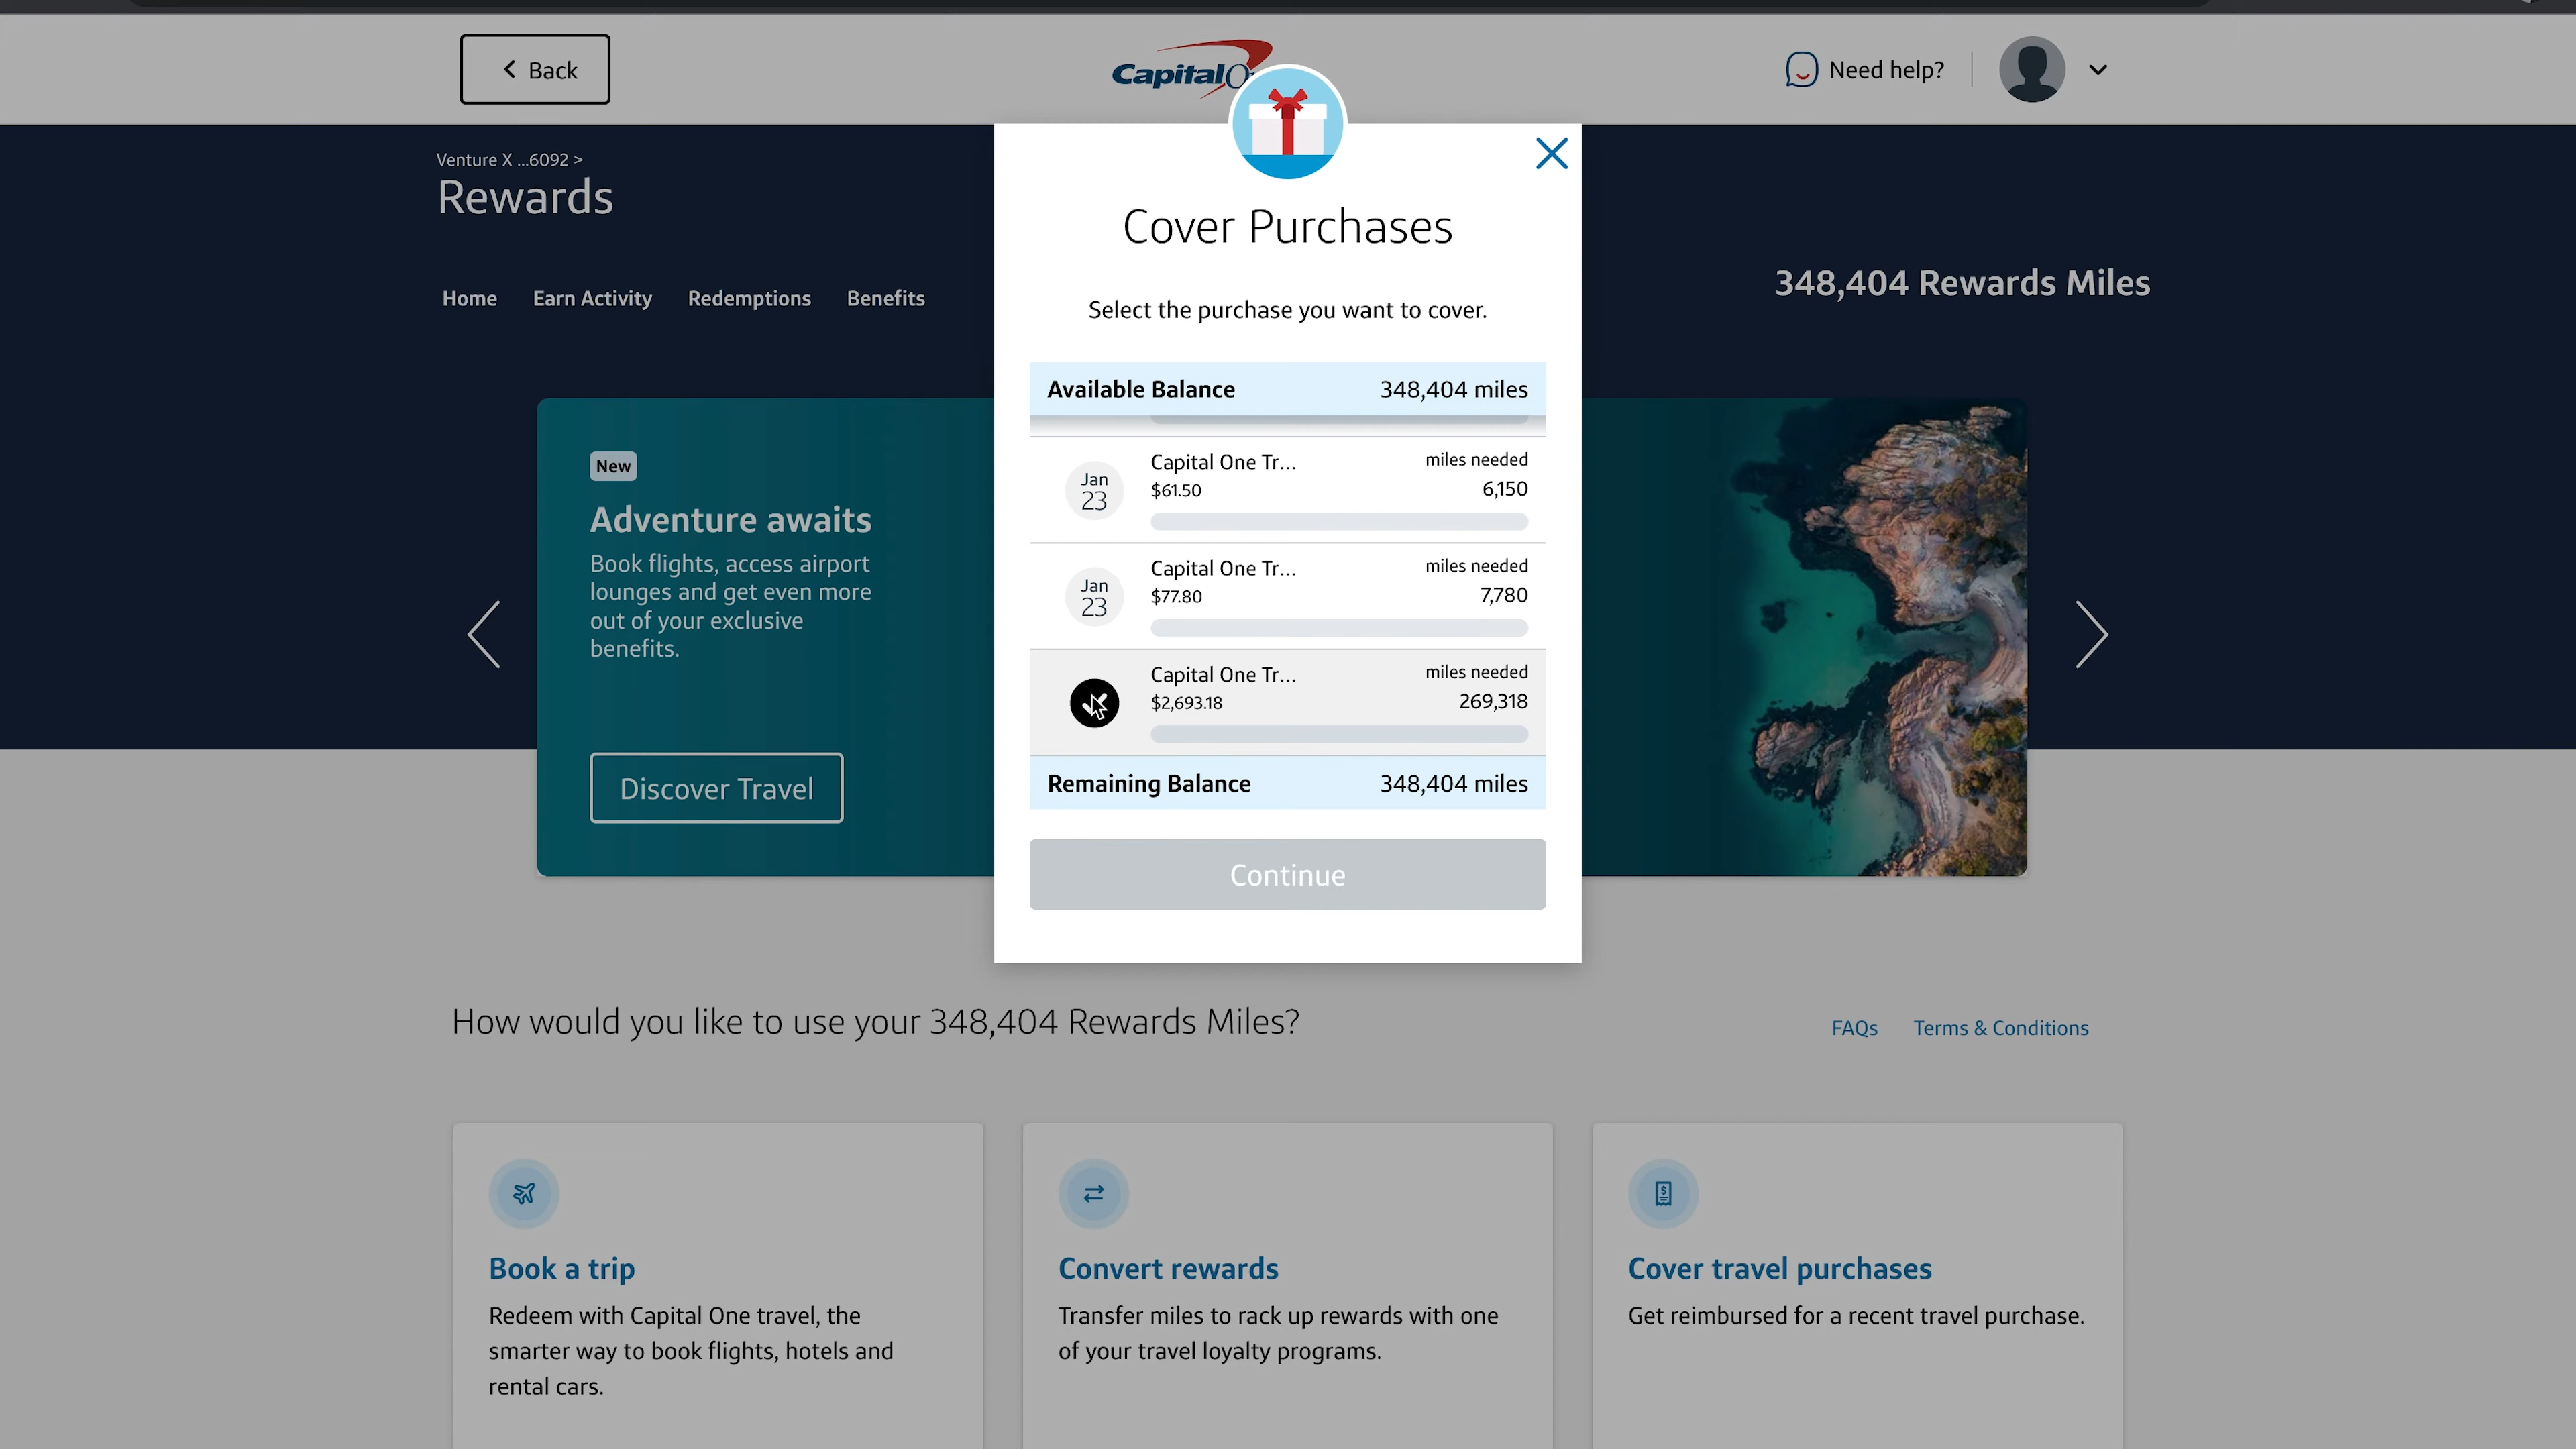 Back
Capital O
Need help?
Venture X ...6092 >
Rewards
Home
Earn Activity
Redemptions
Benefits
348,404 Rewards Miles
New
Adventure awaits
Book flights, access airport
lounges and get even more
out of your exclusive
benefits.
Discover Travel
Cover Purchases
Select the purchase you want to cover.
Available Balance 348,404 miles
Jan
23
Capital One Tr... miles needed
$61.50 6,150
Jan
23
Capital One Tr... miles needed
$77.80 7,780
Capital One Tr... miles needed
$2,693.18 269,318
Remaining Balance 348,404 miles
Continue
How would you like to use your 348,404 Rewards Miles?
FAQs
Terms & Conditions
Book a trip
Redeem with Capital One travel, the
smarter way to book flights, hotels and
rental cars.
Convert rewards
Transfer miles to rack up rewards with one
of your travel loyalty programs.
Cover travel purchases
Get reimbursed for a recent travel purchase.